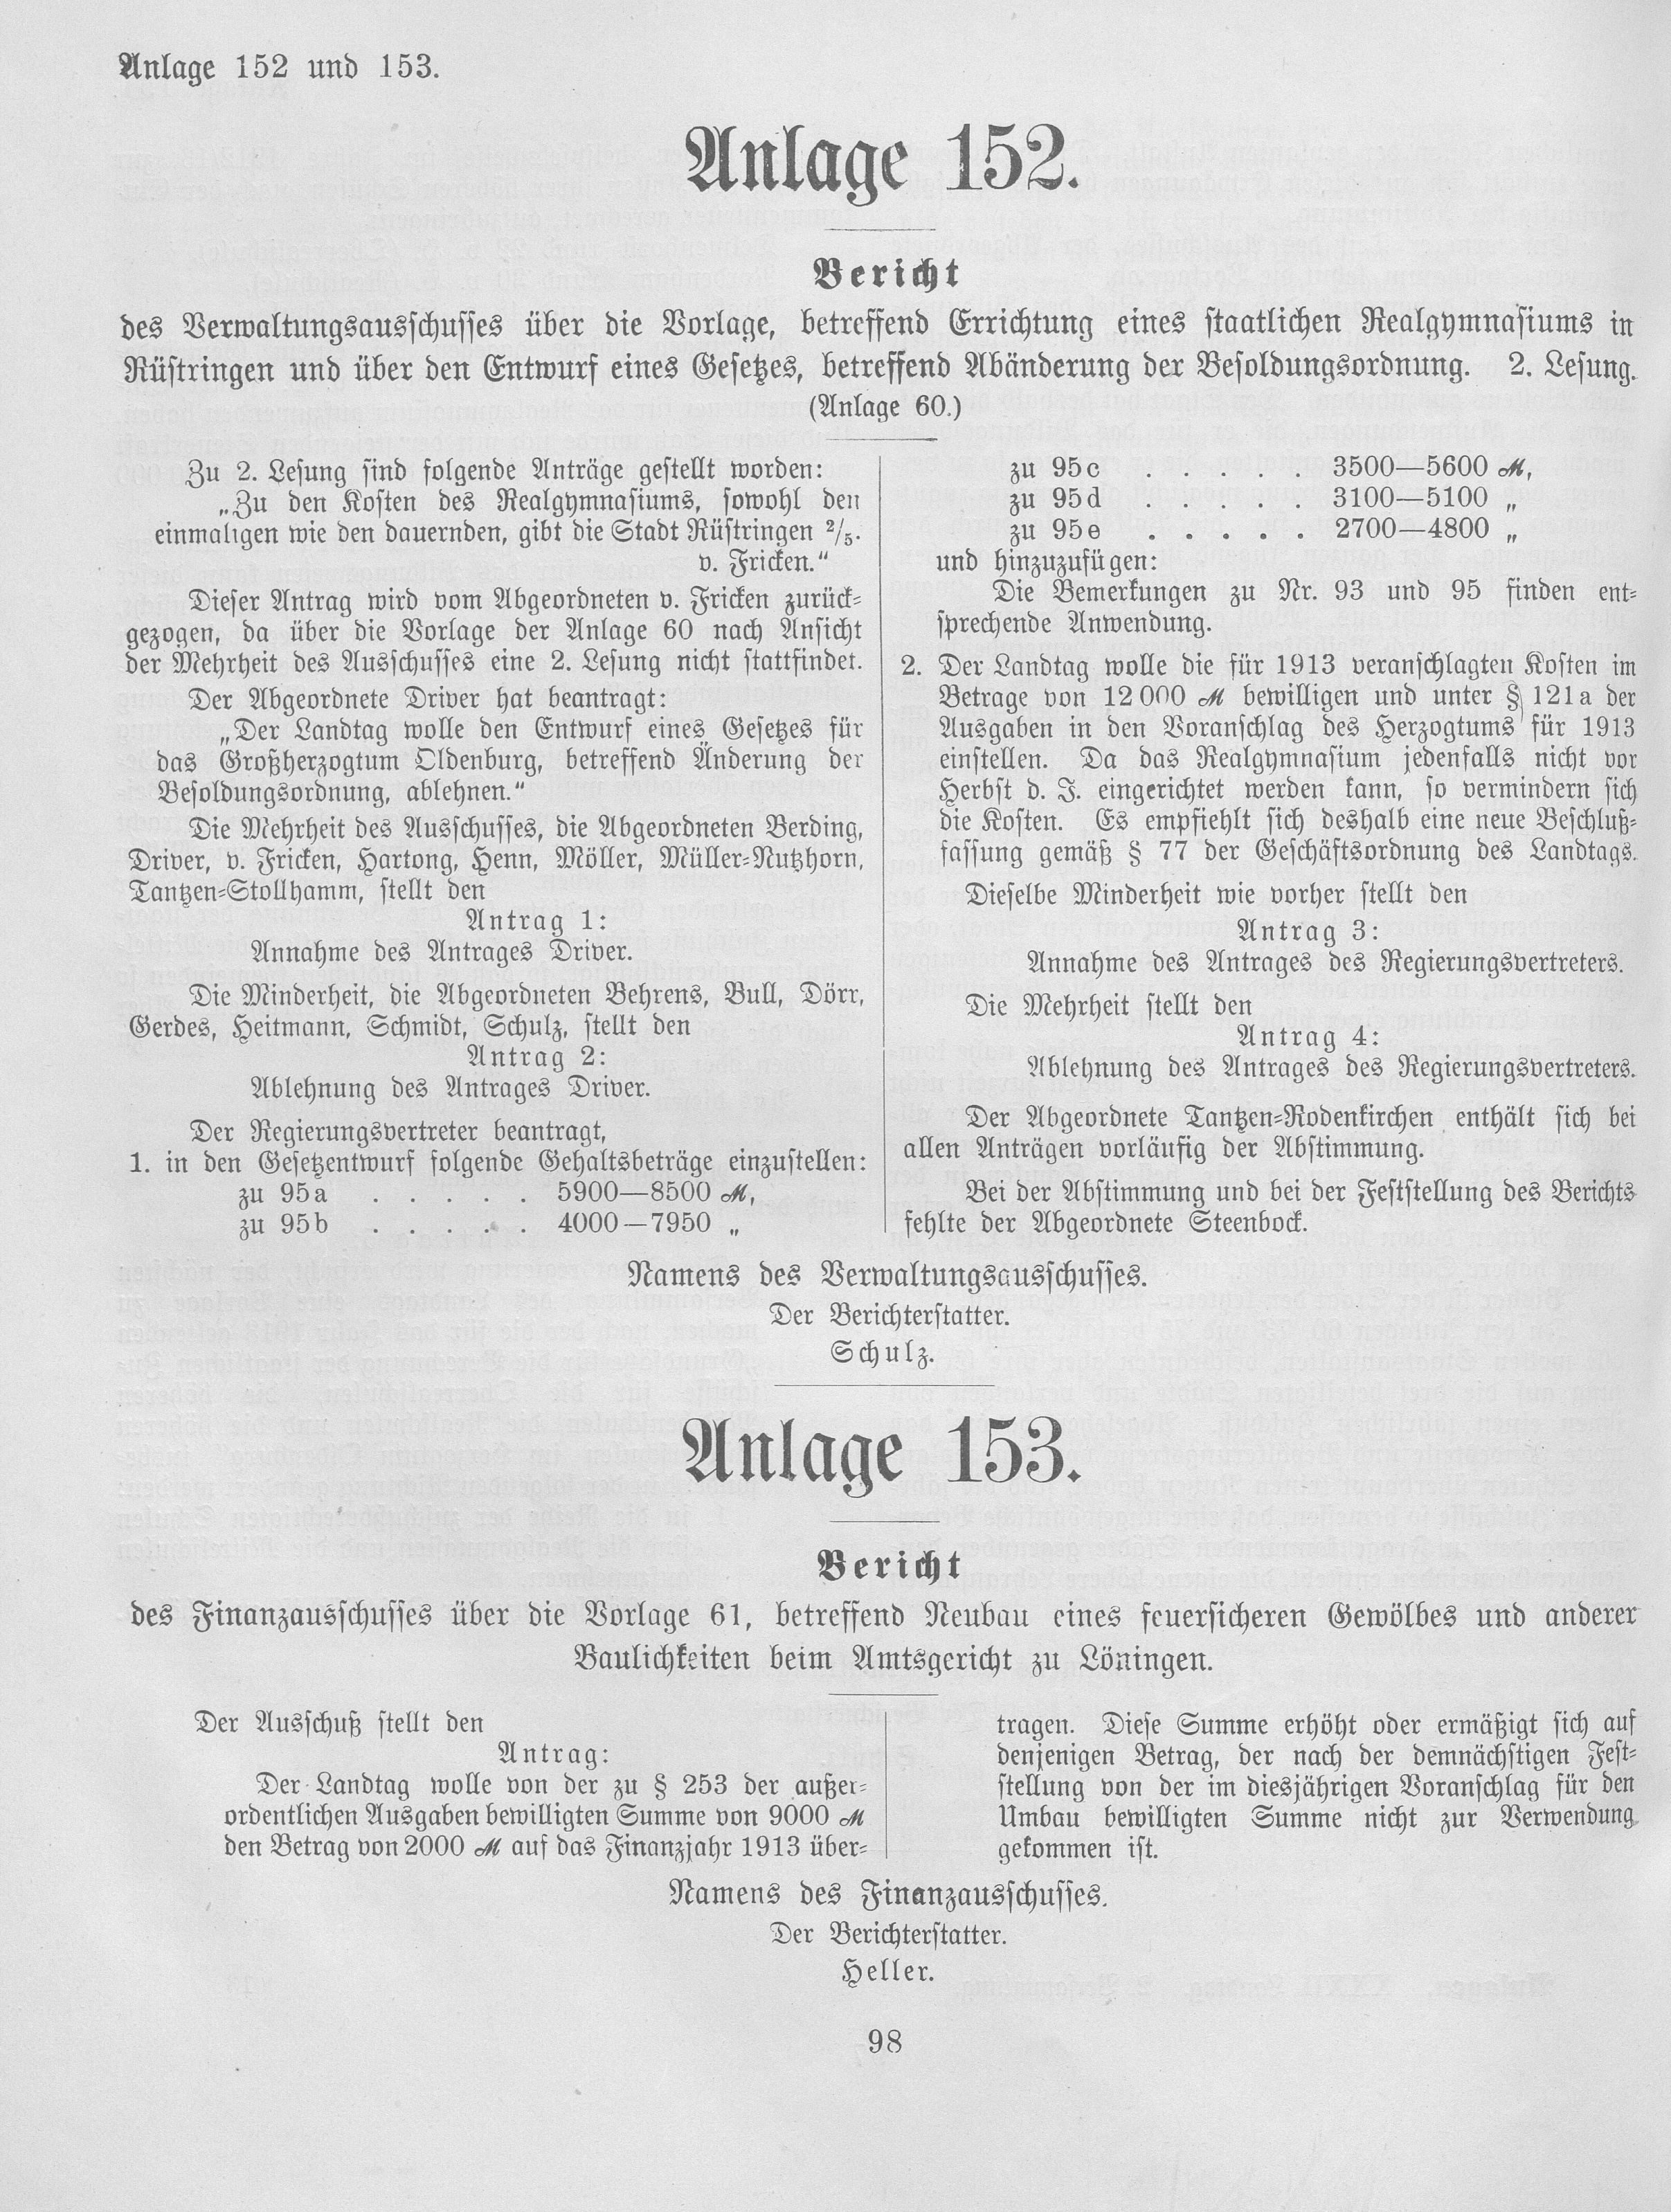 Anlage 152 und 153.
Anlage 152.
Bericht
des Verwaltungsausschusses über die Vorlage, betreffend Errichtung eines staatlichen Realgymnasiums in
Rüstringen und über den Entwurf eines Gesetzes, betreffend Abänderung der Besoldungsordnung. 2. Lesung.
(Anlage 60.)
Zu 2. Lesung sind folgende Anträge gestellt worden:
„Zu den Kosten des Realgymnasiums, sowohl den
einmaligen wie den dauernden, gibt die Stadt Rüstringen ²/₅.
v. Fricken.“
Dieser Antrag wird vom Abgeordneten v. Fricken zurück-
gezogen, da über die Vorlage der Anlage 60 nach Ansicht
der Mehrheit des Ausschusses eine 2. Lesung nicht stattfindet.
Der Abgeordnete Driver hat beantragt:
„Der Landtag wolle den Entwurf eines Gesetzes für
das Großherzogtum Oldenburg, betreffend Änderung der
Besoldungsordnung, ablehnen.“
Die Mehrheit des Ausschusses, die Abgeordneten Berding,
Driver, v. Fricken, Hartong, Henn, Möller, Müller-Nutzhorn,
Tantzen-Stollhamm, stellt den
Antrag 1:
Annahme des Antrages Driver.
Die Minderheit, die Abgeordneten Behrens, Bull, Dörr,
Gerdes, Heitmann, Schmidt, Schulz, stellt den
Antrag 2:
Ablehnung des Antrages Driver.
Der Regierungsvertreter beantragt,
1. in den Gesetzentwurf folgende Gehaltsbeträge einzustellen:
zu 95a . . . . . 5900—8500 ℳ,
zu 95b . . . . . 4000—7950 „
zu 95c . . . . . 3500—5600 ℳ,
zu 95d . . . . . 3100—5100 „
zu 95e . . . . . 2700—4800 „
und hinzuzufügen:
Die Bemerkungen zu Nr. 93 und 95 finden ent-
sprechende Anwendung.
2. Der Landtag wolle die für 1913 veranschlagten Kosten im
Betrage von 12000 ℳ bewilligen und unter § 121a der
Ausgaben in den Voranschlag des Herzogtums für 1913
einstellen. Da das Realgymnasium jedenfalls nicht vor
Herbst d. J. eingerichtet werden kann, so vermindern sich
die Kosten. Es empfiehlt sich deshalb eine neue Beschluß-
fassung gemäß § 77 der Geschäftsordnung des Landtags.
Dieselbe Minderheit wie vorher stellt den
Antrag 3:
Annahme des Antrages des Regierungsvertreters.
Die Mehrheit stellt den
Antrag 4:
Ablehnung des Antrages des Regierungsvertreters.
Der Abgeordnete Tantzen-Rodenkirchen enthält sich bei
allen Anträgen vorläufig der Abstimmung.
Bei der Abstimmung und bei der Feststellung des Berichts
fehlte der Abgeordnete Steenbock.
Namens des Verwaltungsausschusses.
Der Berichterstatter.
Schulz.
Anlage 153.
Bericht
des Finanzausschusses über die Vorlage 61, betreffend Neubau eines feuersicheren Gewölbes und anderer
Baulichkeiten beim Amtsgericht zu Löningen.
Der Ausschuß stellt den
Antrag:
Der Landtag wolle von der zu § 253 der außer-
ordentlichen Ausgaben bewilligten Summe von 9000 ℳ
den Betrag von 2000 ℳ auf das Finanzjahr 1913 über-
tragen. Diese Summe erhöht oder ermäßigt sich auf
denjenigen Betrag, der nach der demnächstigen Fest-
stellung von der im diesjährigen Voranschlag für den
Umbau bewilligten Summe nicht zur Verwendung
gekommen ist.
Namens des Finanzausschusses.
Der Berichterstatter.
Heller.
98